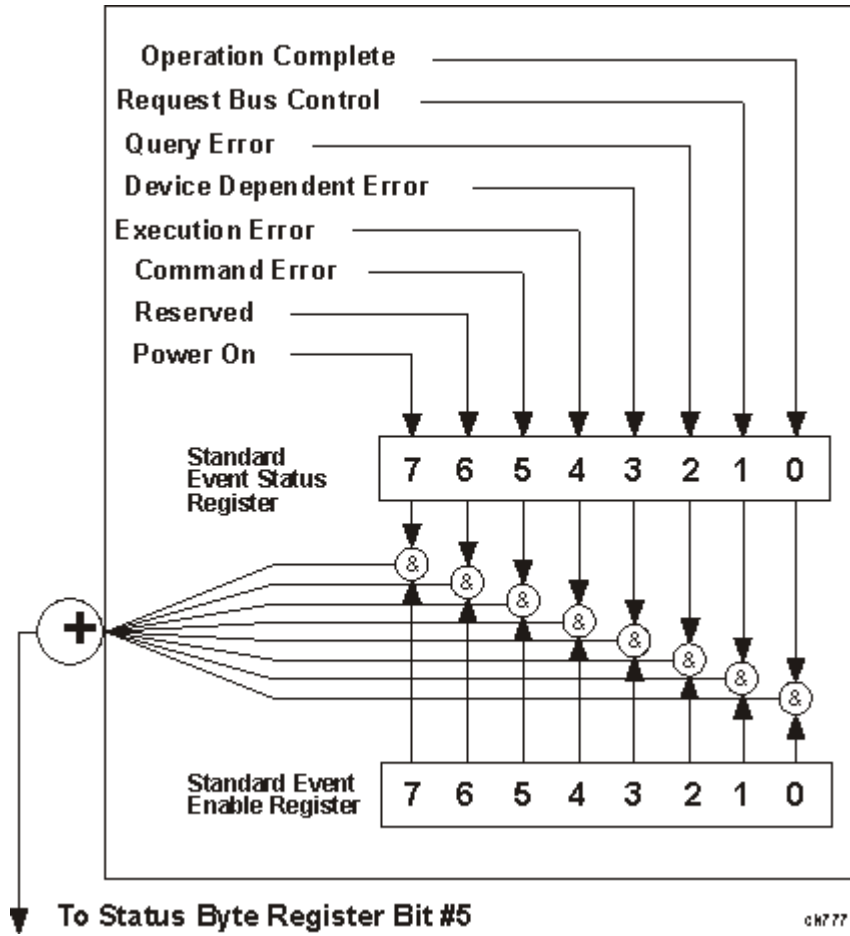 Operation Complete
Request Bus Control
Query Error
Device Dependent Error
Execution Error
Command Error
Reserved
Power On
Standard
Event Status
Register
7 6 5 4 3 2 1 0
&
&
&
&
&
&
&
&
+
Standard Event
Enable Register
7 6 5 4 3 2 1 0
To Status Byte Register Bit #5
ck777